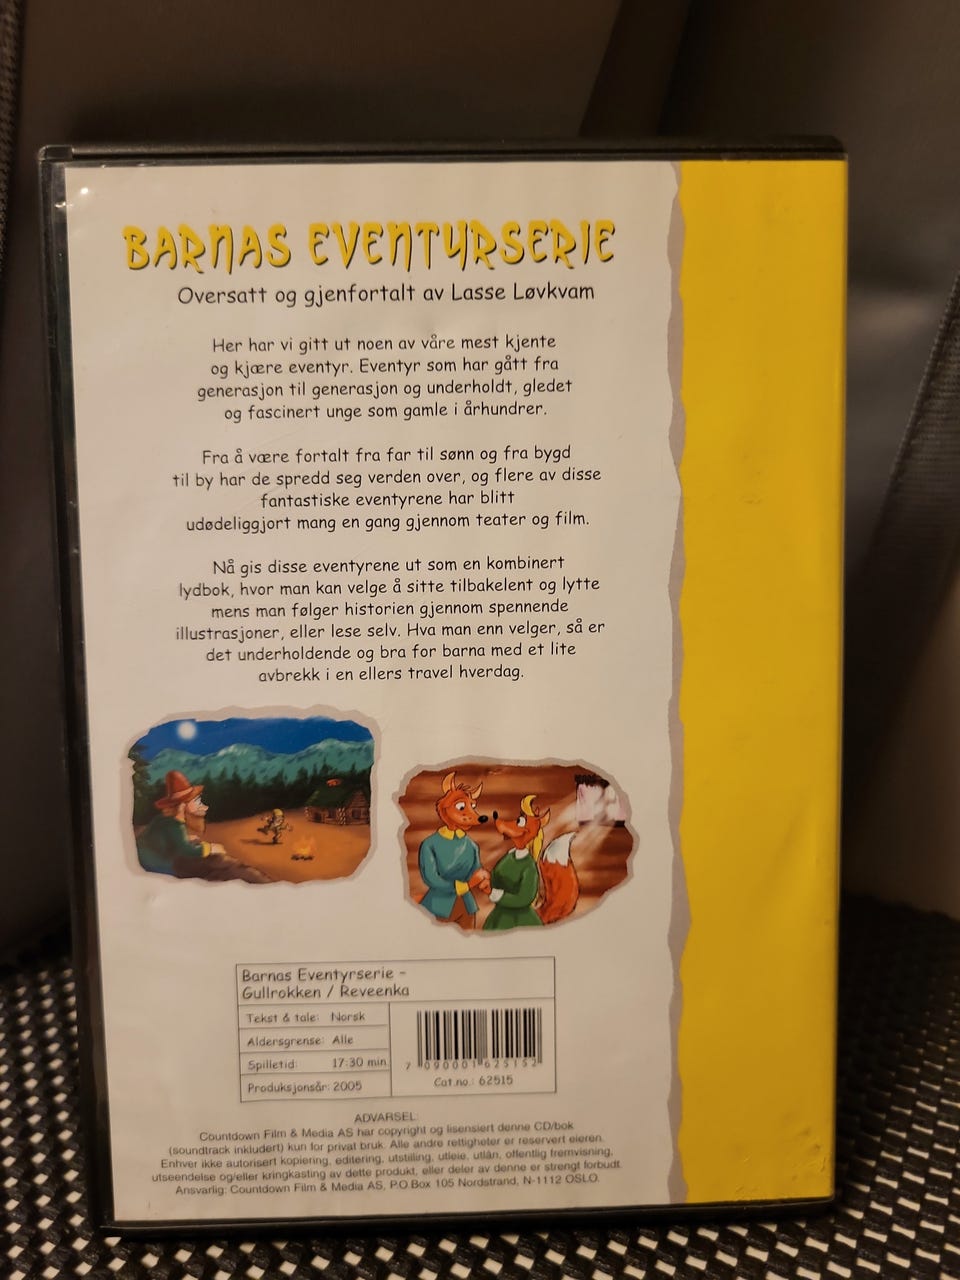 BARNAS EVENTYRSERIE
Oversatt og gjenfortalt av Lasse Løvkvam
Her har vi gitt ut noen av våre mest kjente
og kjære eventyr. Eventyr som har gått fra
generasjon til generasjon og underholdt, gledet
og fascinert unge som gamle i århundrer.
Fra å være fortalt fra far til sønn og fra bygd
til by har de spredd seg verden over, og flere av disse
fantastiske eventyrene har blitt
udødeliggjort mang en gang gjennom teater og film.
Nå gis disse eventyrene ut som en kombinert
lydbok, hvor man kan velge å sitte tilbakelent og lytte
mens man følger historien gjennom spennende
illustrasjoner, eller lese selv. Hva man enn velger, så er
det underholdende og bra for barna med et lite
avbrekk i en ellers travel hverdag.
Barnas Eventyrserie -
Gullrokken / Reveenka
Tekst & tale: Norsk
Aldersgrense: Alle
Spilletid: 17:30 min
Produksjonsår: 2005
7 090001 625152
Cat.no.: 62515
ADVARSEL:
Countdown Film & Media AS har copyright og lisensiert denne CD/bok
(soundtrack inkludert) kun for privat bruk. Alle andre rettigheter er reservert eieren.
Enhver ikke autorisert kopiering, editering, utstilling, utleie, utlån, offentlig fremvisning,
utseendelse og/eller kringkasting av dette produkt, eller deler av denne er strengt forbudt.
Ansvarlig: Countdown Film & Media AS, P.O.Box 105 Nordstrand, N-1112 OSLO.